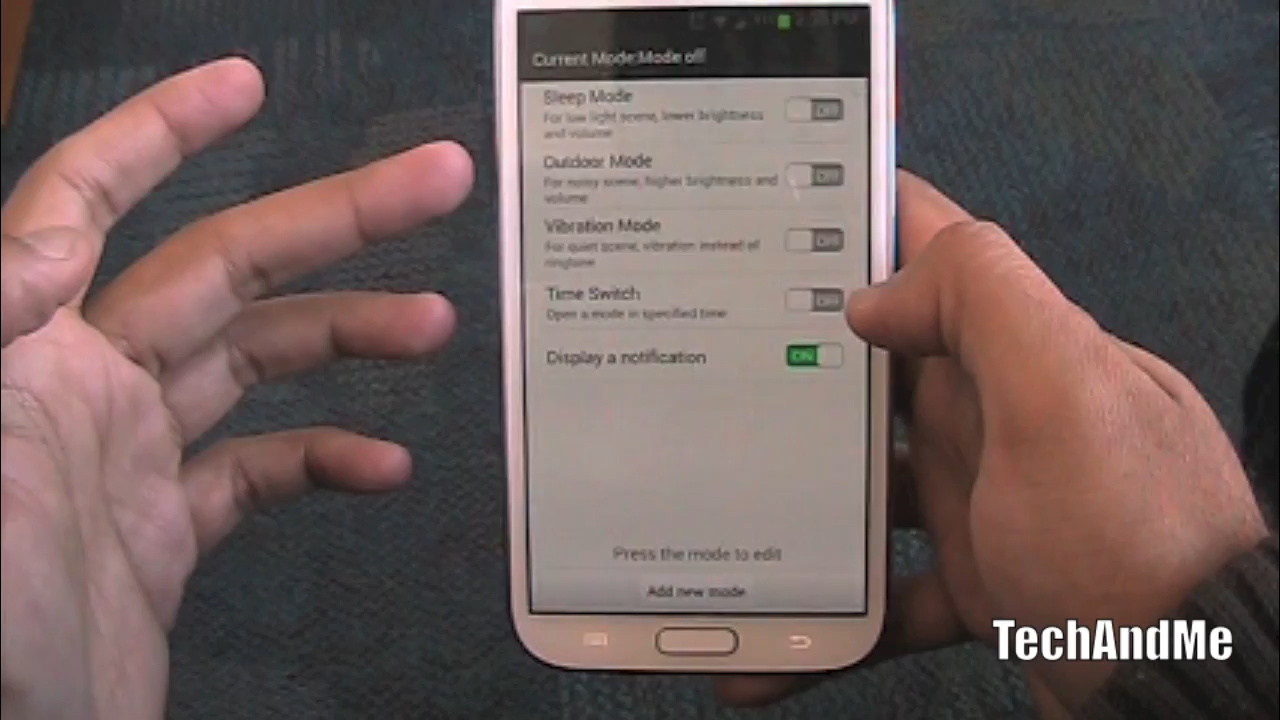 Current Mode:Mode off
Sleep Mode
For low light scene, lower brightness
and volume
OFF
Outdoor Mode
For noisy scene, higher brightness and
volume
OFF
Vibration Mode
For quiet scene, vibration instead of
ringtone
OFF
Time Switch
Open a mode in specified time
OFF
Display a notification
ON
Press the mode to edit
Add new mode
TechAndMe